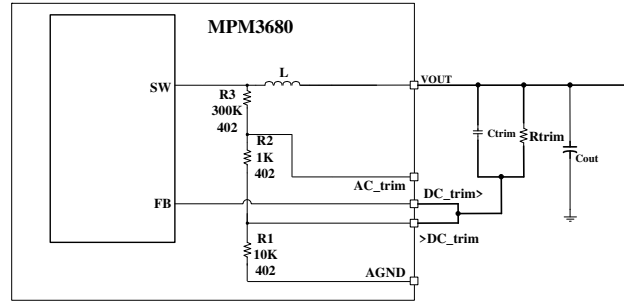 MPM3680
SW
L
VOUT
R3
300K
402
R2
1K
402
Ctrim
Rtrim
Cout
AC_trim
FB
DC_trim>
>DC_trim
R1
10K
402
AGND